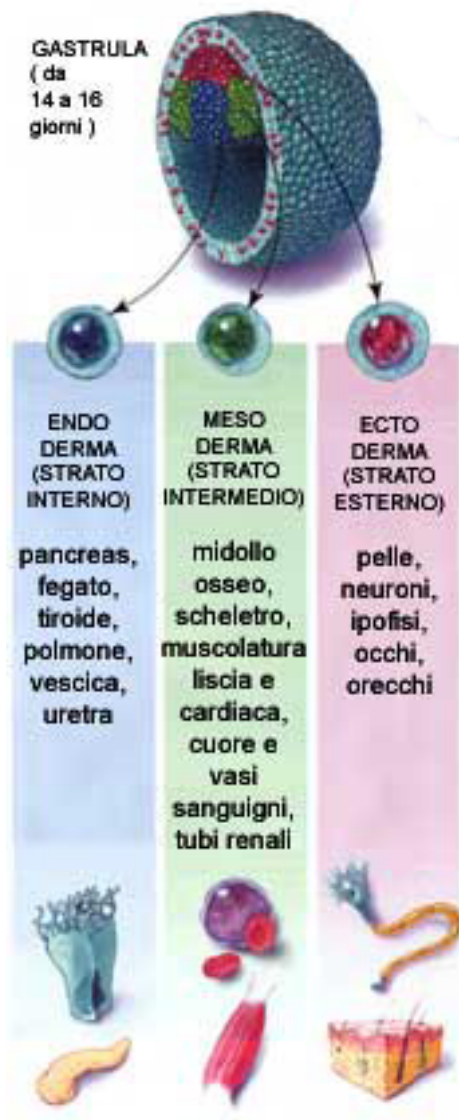 GASTRULA
( da
14 a 16
giorni )
ENDO
DERMA
(STRATO
INTERNO)
pancreas,
fegato,
tiroide,
polmone,
vescica,
uretra
MESO
DERMA
(STRATO
INTERMEDIO)
midollo
osseo,
scheletro,
muscolatura
liscia e
cardiaca,
cuore e
vasi
sanguigni,
tubi renali
ECTO
DERMA
(STRATO
ESTERNO)
pelle,
neuroni,
ipofisi,
occhi,
orecchi